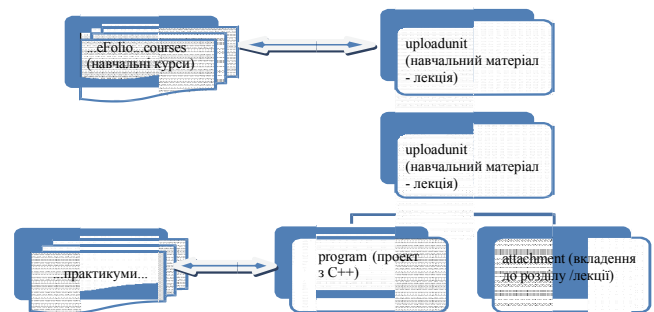 ...eFolio...courses
(навчальні курси)
uploadunit
(навчальний матеріал
- лекція)
uploadunit
(навчальний матеріал
- лекція)
...практикуми...
program (проект
з C++)
attachment (вкладення
до розділу /лекції)